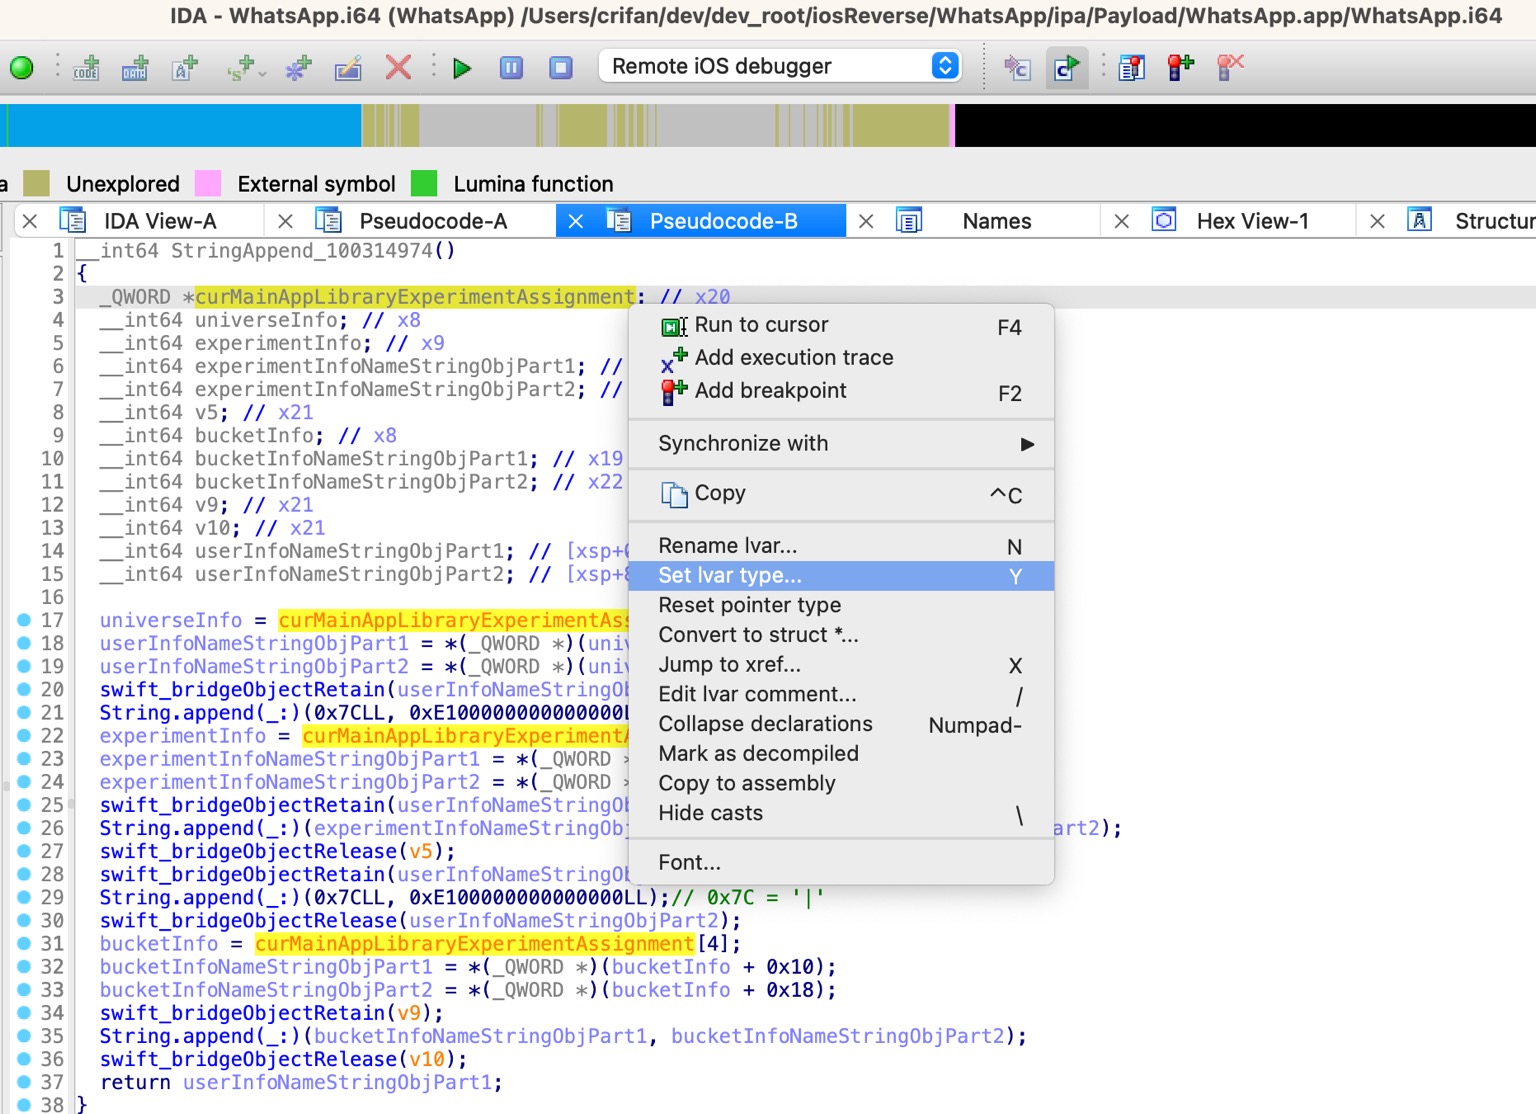 IDA - WhatsApp.i64 (WhatsApp) /Users/crifan/dev/dev_root/iosReverse/WhatsApp/ipa/Payload/WhatsApp.app/WhatsApp.i64
CODE DATA A 's' Remote iOS debugger
a Unexplored External symbol Lumina function
IDA View-A Pseudocode-A Pseudocode-B Names Hex View-1 Structur
1 __int64 StringAppend_100314974()
2 {
3 _QWORD *curMainAppLibraryExperimentAssignment; // x20
4 __int64 universeInfo; // x8
5 __int64 experimentInfo; // x9
6 __int64 experimentInfoNameStringObjPart1; //
7 __int64 experimentInfoNameStringObjPart2; //
8 __int64 v5; // x21
9 __int64 bucketInfo; // x8
10 __int64 bucketInfoNameStringObjPart1; // x19
11 __int64 bucketInfoNameStringObjPart2; // x22
12 __int64 v9; // x21
13 __int64 v10; // x21
14 __int64 userInfoNameStringObjPart1; // [xsp+
15 __int64 userInfoNameStringObjPart2; // [xsp+
16
17 universeInfo = curMainAppLibraryExperimentAs
18 userInfoNameStringObjPart1 = *(_QWORD *)(uni
19 userInfoNameStringObjPart2 = *(_QWORD *)(uni
20 swift_bridgeObjectRetain(userInfoNameStringO
21 String.append(_:)(0x7CLL, 0xE100000000000000L
22 experimentInfo = curMainAppLibraryExperiment
23 experimentInfoNameStringObjPart1 = *(_QWORD
24 experimentInfoNameStringObjPart2 = *(_QWORD
25 swift_bridgeObjectRetain(userInfoNameStringO
26 String.append(_:)(experimentInfoNameStringOb art2);
27 swift_bridgeObjectRelease(v5);
28 swift_bridgeObjectRetain(userInfoNameStringO
29 String.append(_:)(0x7CLL, 0xE100000000000000LL);// 0x7C = '|'
30 swift_bridgeObjectRelease(userInfoNameStringObjPart2);
31 bucketInfo = curMainAppLibraryExperimentAssignment[4];
32 bucketInfoNameStringObjPart1 = *(_QWORD *)(bucketInfo + 0x10);
33 bucketInfoNameStringObjPart2 = *(_QWORD *)(bucketInfo + 0x18);
34 swift_bridgeObjectRetain(v9);
35 String.append(_:)(bucketInfoNameStringObjPart1, bucketInfoNameStringObjPart2);
36 swift_bridgeObjectRelease(v10);
37 return userInfoNameStringObjPart1;
38 }
Run to cursor F4
Add execution trace
Add breakpoint F2
Synchronize with
Copy ^C
Rename lvar... N
Set lvar type... Y
Reset pointer type
Convert to struct *...
Jump to xref... X
Edit lvar comment... /
Collapse declarations Numpad-
Mark as decompiled
Copy to assembly
Hide casts \
Font...